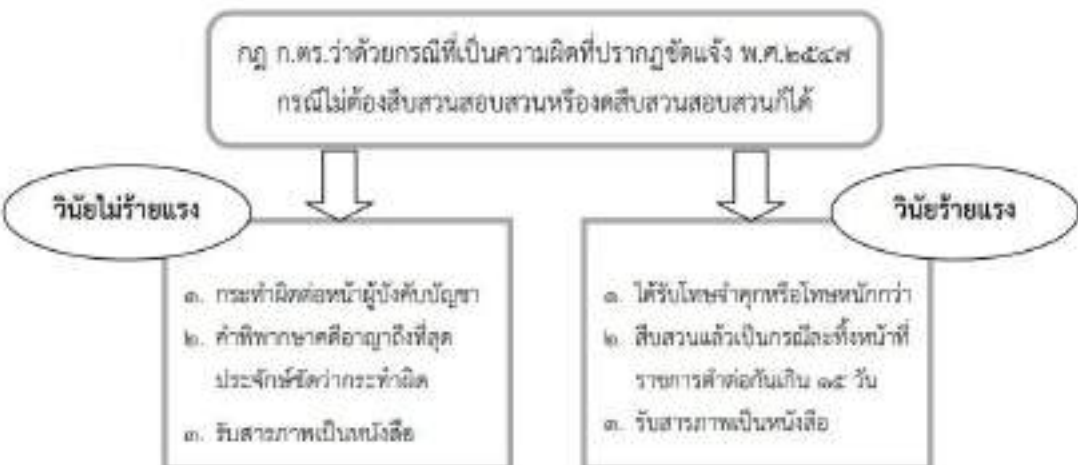 กฎ ก.ตร.ว่าด้วยกรณีที่เป็นความผิดที่ปรากฏชัดแจ้ง พ.ศ.๒๕๔๗
กรณีไม่ต้องสืบสวนสอบสวนหรืองดสืบสวนสอบสวนก็ได้
วินัยไม่ร้ายแรง
๑. กระทำผิดต่อหน้าผู้บังคับบัญชา
๒. คำพิพากษาคดีอาญาถึงที่สุด
ประจักษ์ชัดว่ากระทำผิด
๓. รับสารภาพเป็นหนังสือ
วินัยร้ายแรง
๑. ได้รับโทษจำคุกหรือโทษหนักกว่า
๒. สืบสวนแล้วเป็นกรณีละทิ้งหน้าที่
ราชการติดต่อกันเกิน ๑๕ วัน
๓. รับสารภาพเป็นหนังสือ